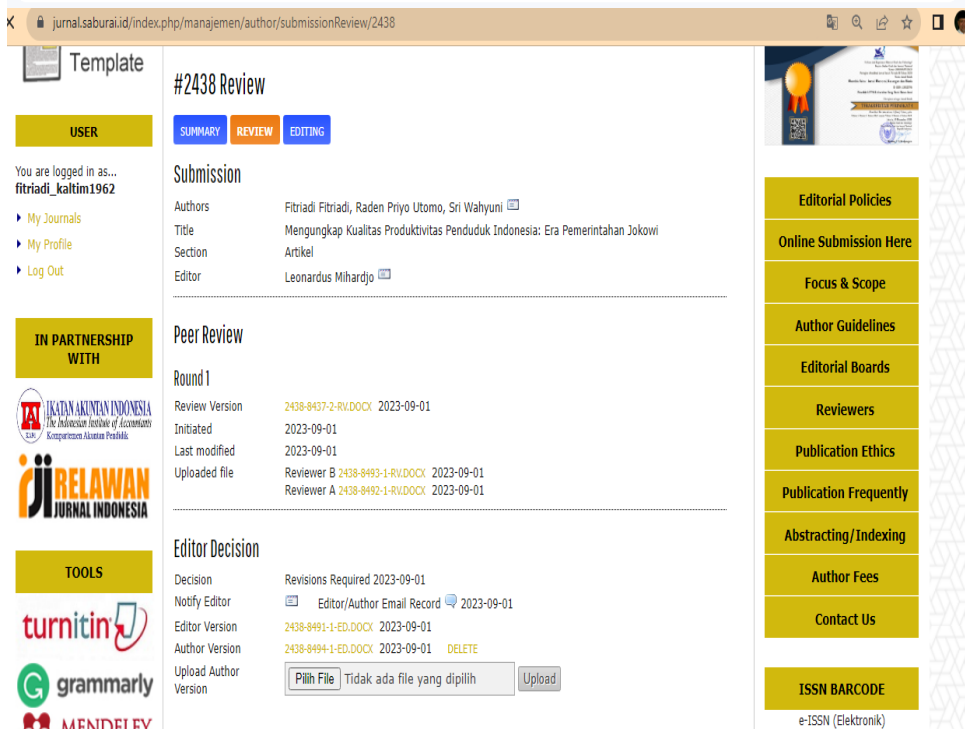 jurnal.saburai.id/index.php/manajemen/author/submissionReview/2438
Template
USER
You are logged in as...
fitriadi_kaltim1962
My Journals
My Profile
Log Out
IN PARTNERSHIP
WITH
IKATAN AKUNTAN INDONESIA
The Indonesian Institute of Accountants
Kompartemen Akuntan Pendidik
RELAWAN
JURNAL INDONESIA
TOOLS
turnitin
grammarly
MENDELEY
#2438 Review
SUMMARY REVIEW EDITING
Submission
Authors Fitriadi Fitriadi, Raden Priyo Utomo, Sri Wahyuni
Title Mengungkap Kualitas Produktivitas Penduduk Indonesia: Era Pemerintahan Jokowi
Section Artikel
Editor Leonardus Mihardjo
Peer Review
Round 1
Review Version 2438-8437-2-RV.DOCX 2023-09-01
Initiated 2023-09-01
Last modified 2023-09-01
Uploaded file Reviewer B 2438-8493-1-RV.DOCX 2023-09-01
Reviewer A 2438-8492-1-RV.DOCX 2023-09-01
Editor Decision
Decision Revisions Required 2023-09-01
Notify Editor Editor/Author Email Record 2023-09-01
Editor Version 2438-8491-1-ED.DOCX 2023-09-01
Author Version 2438-8494-1-ED.DOCX 2023-09-01 DELETE
Upload Author
Version Pilih File Tidak ada file yang dipilih Upload
Editorial Policies
Online Submission Here
Focus & Scope
Author Guidelines
Editorial Boards
Reviewers
Publication Ethics
Publication Frequently
Abstracting/Indexing
Author Fees
Contact Us
ISSN BARCODE
e-ISSN (Elektronik)